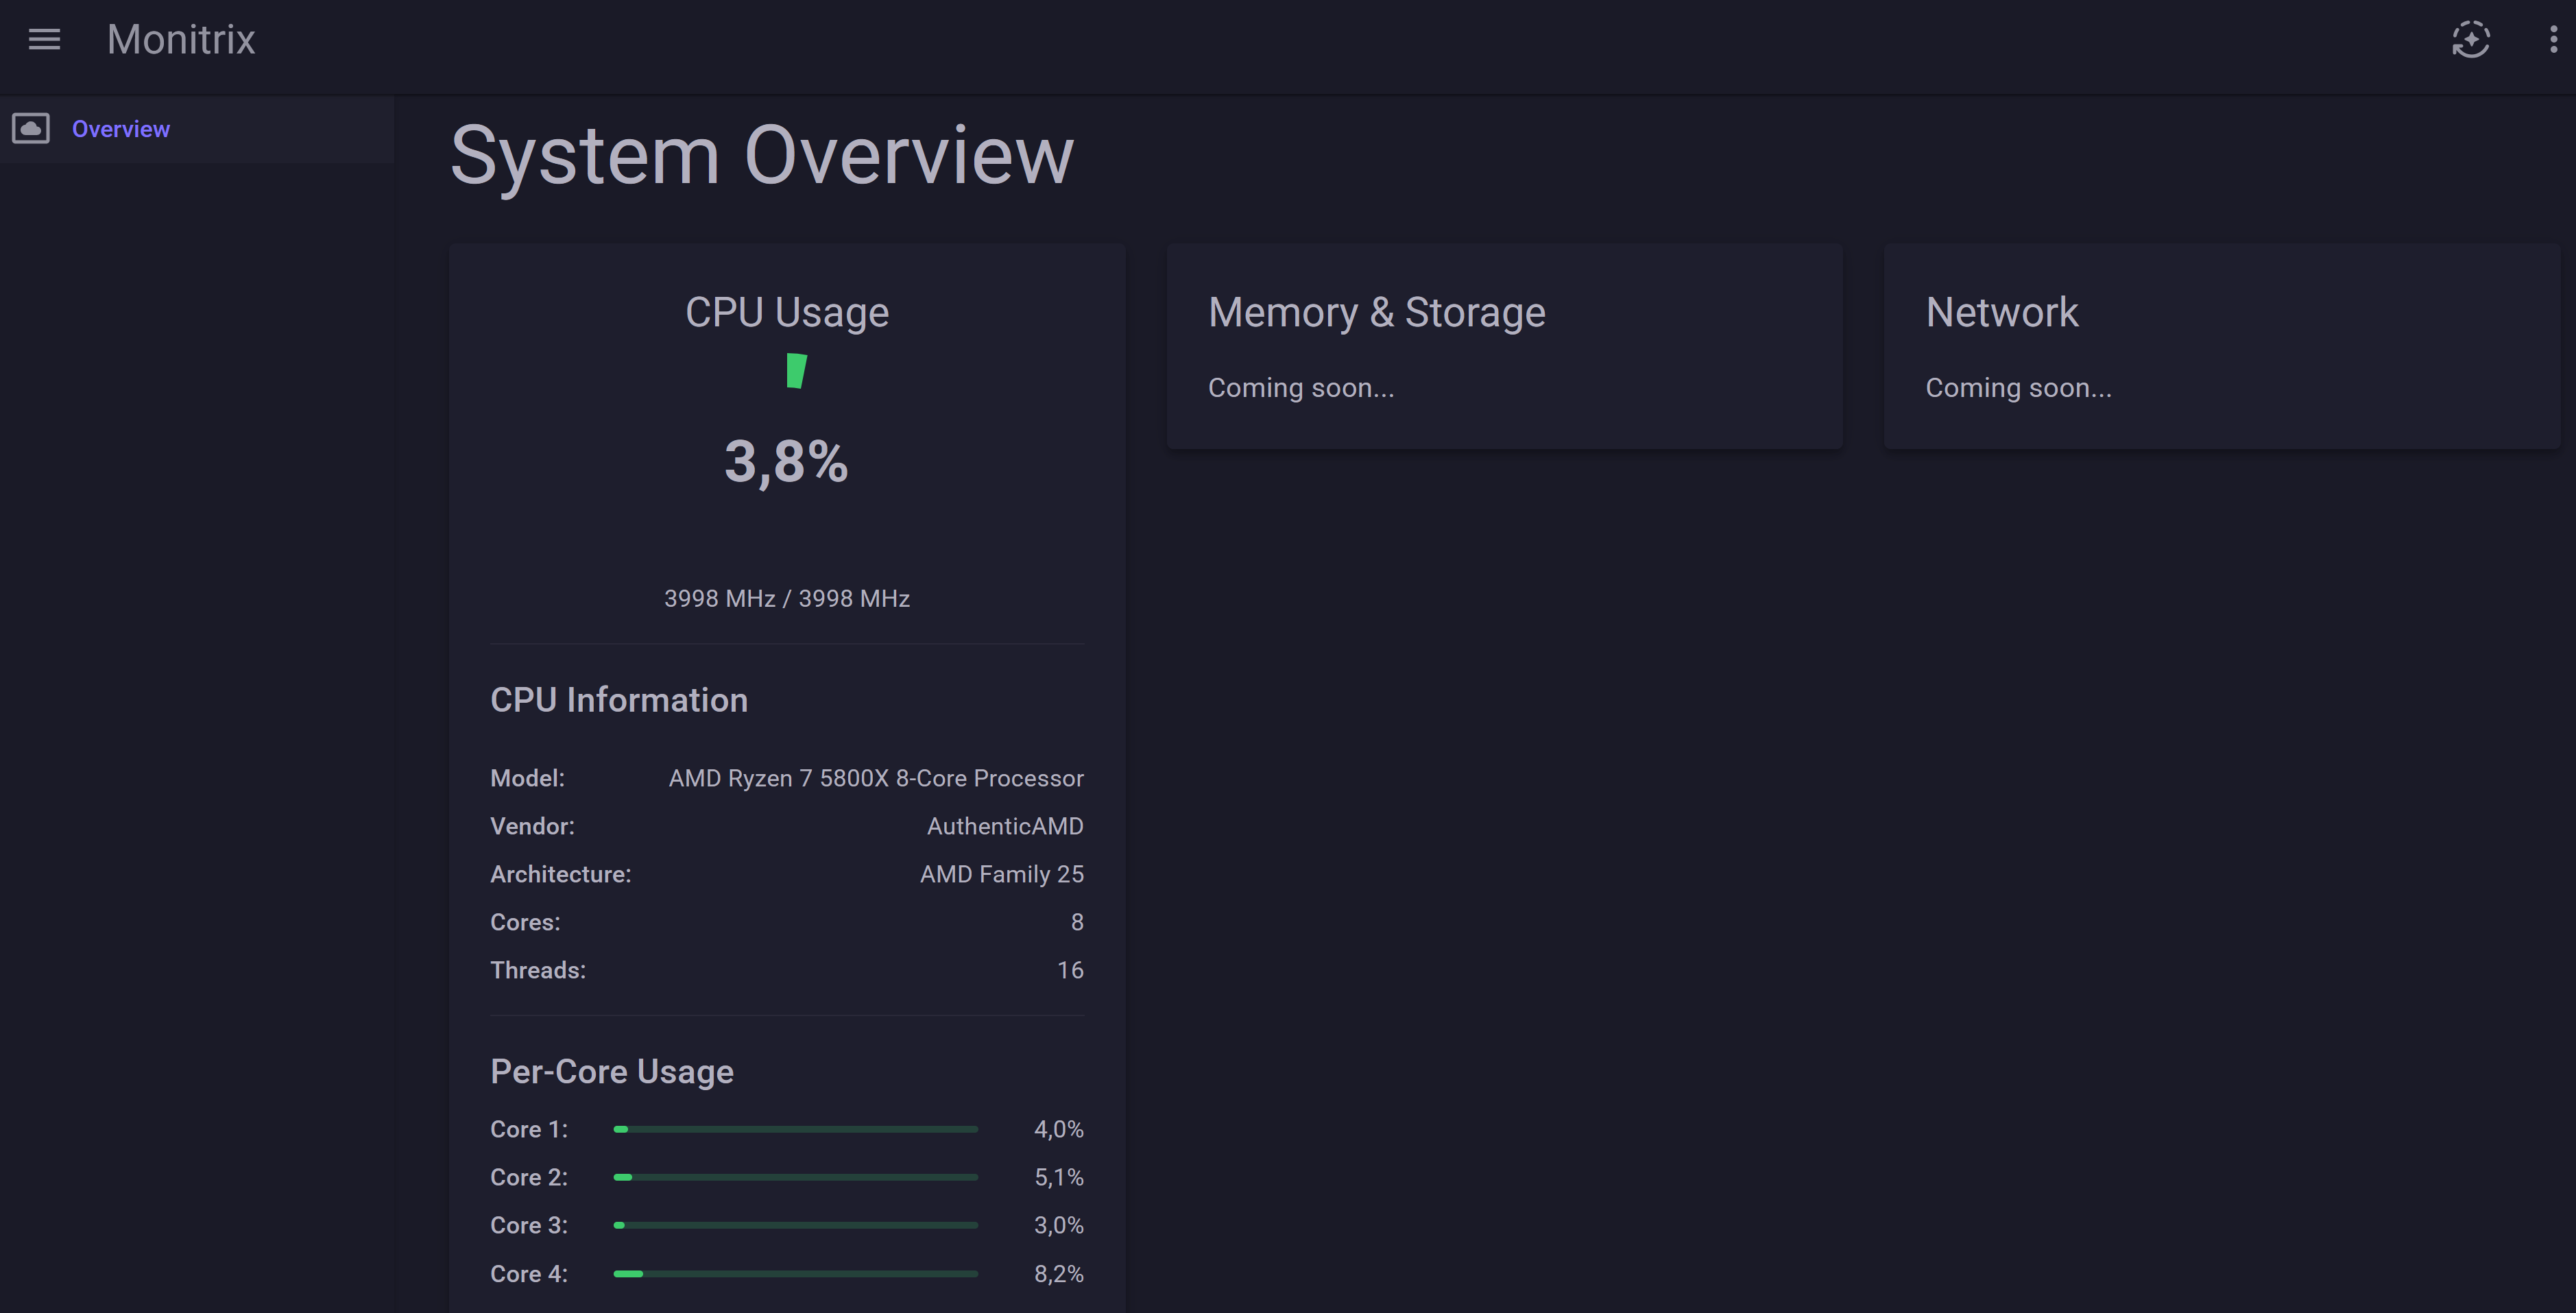 Monitrix
Overview
System Overview
CPU Usage
3,8%
3998 MHz / 3998 MHz
CPU Information
Model: AMD Ryzen 7 5800X 8-Core Processor
Vendor: AuthenticAMD
Architecture: AMD Family 25
Cores: 8
Threads: 16
Per-Core Usage
Core 1: 4,0%
Core 2: 5,1%
Core 3: 3,0%
Core 4: 8,2%
Memory & Storage
Coming soon...
Network
Coming soon...